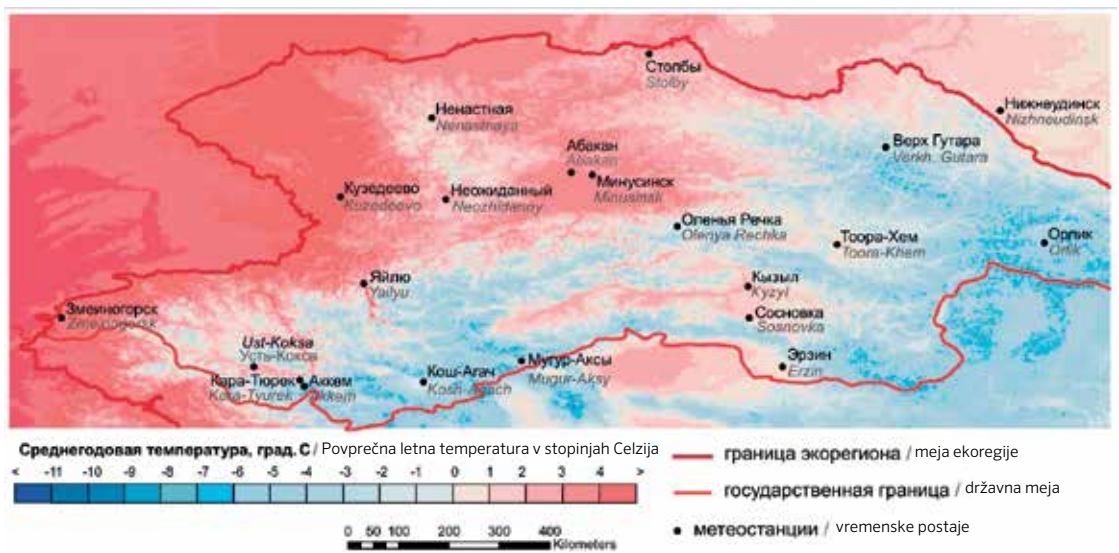 Столбы
Stolby
Ненастная
Nenastnaya
Нижнеудинск
Nizhneudinsk
Абакан
Abakan
Верх Гутара
Verkh. Gutara
Минусинск
Minusinsk
Кузедеево
Kuzedeevo
Неожиданный
Neozhidanny
Оленья Речка
Olenya Rechka
Тоора-Хем
Toora-Khem
Орлик
Orlik
Яйлю
Yailyu
Кызыл
Kyzyl
Змеиногорск
Zmeinogorsk
Сосновка
Sosnovka
Ust-Koksa
Усть-Кокса
Мугур-Аксы
Mugur-Aksy
Эрзин
Erzin
Кара-Тюрек
Kara-Tyurek
Аккем
Akkem
Кош-Агач
Kosh-Agach
Среднегодовая температура, град. С / Povprečna letna temperatura v stopinjah Celzija
< -11 -10 -9 -8 -7 -6 -5 -4 -3 -2 -1 0 1 2 3 4 >
0 50 100 200 300 400
Kilometers
граница экорегиона / meja ekoregije
государственная граница / državna meja
метеостанции / vremenske postaje